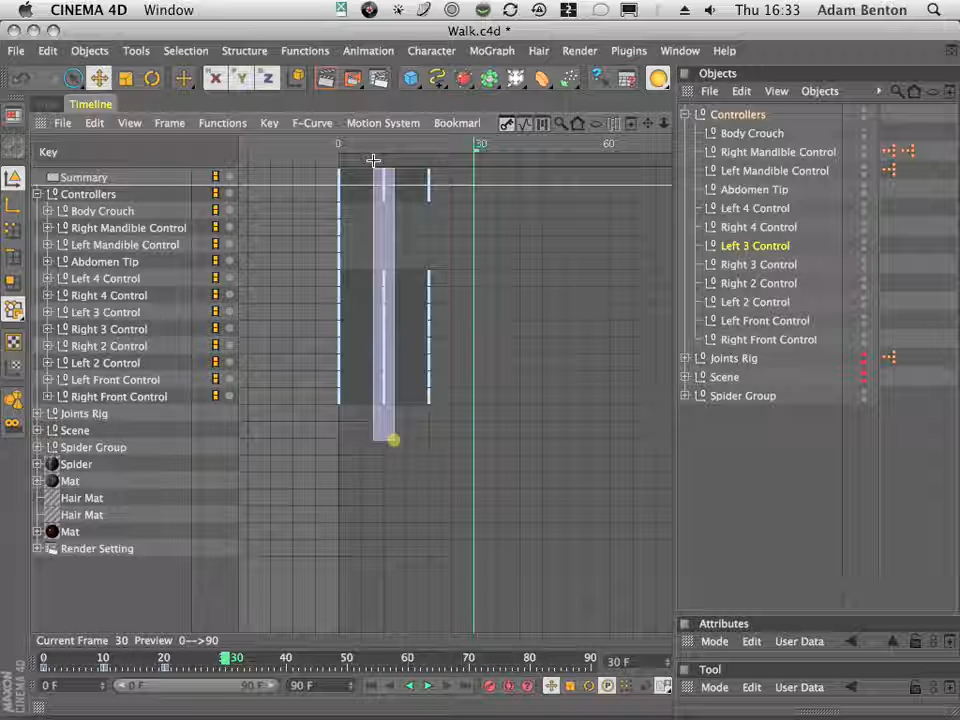 CINEMA 4D Window Thu 16:33 Adam Benton
Walk.c4d *
File Edit Objects Tools Selection Structure Functions Animation Character MoGraph Hair Render Plugins Window Help
X Y Z
Timeline
File Edit View Frame Functions Key F-Curve Motion System Bookmarl
Key 0 30 60
Summary
Controllers
Body Crouch
Right Mandible Control
Left Mandible Control
Abdomen Tip
Left 4 Control
Right 4 Control
Left 3 Control
Right 3 Control
Right 2 Control
Left 2 Control
Left Front Control
Right Front Control
Joints Rig
Scene
Spider Group
Spider
Mat
Hair Mat
Hair Mat
Mat
Render Setting
Current Frame 30 Preview 0-->90
0 10 20 30 40 50 60 70 80 90 30 F
0 F 0 F 90 F 90 F
Objects
File Edit View Objects
Controllers
Body Crouch
Right Mandible Control
Left Mandible Control
Abdomen Tip
Left 4 Control
Right 4 Control
Left 3 Control
Right 3 Control
Right 2 Control
Left 2 Control
Left Front Control
Right Front Control
Joints Rig
Scene
Spider Group
Attributes
Mode Edit User Data
Tool
Mode Edit User Data
MAXON
CINEMA 4D